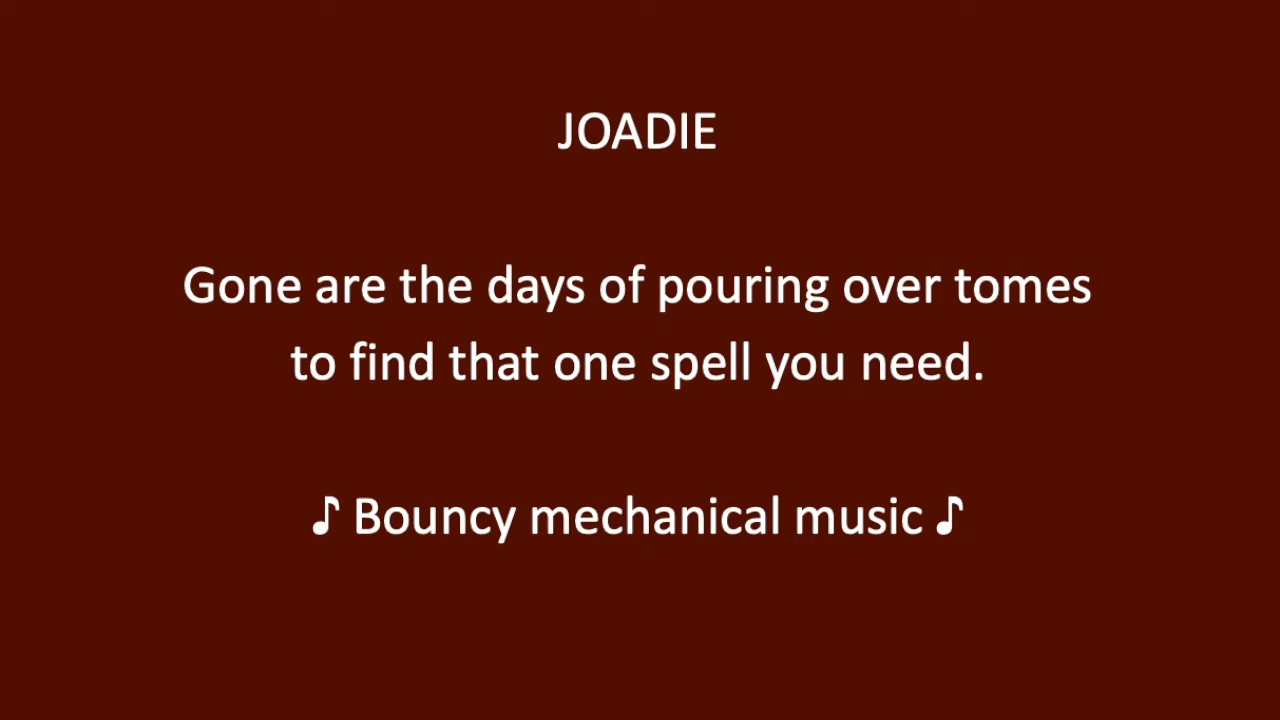 JOADIE
Gone are the days of pouring over tomes
to find that one spell you need.
♪ Bouncy mechanical music ♪